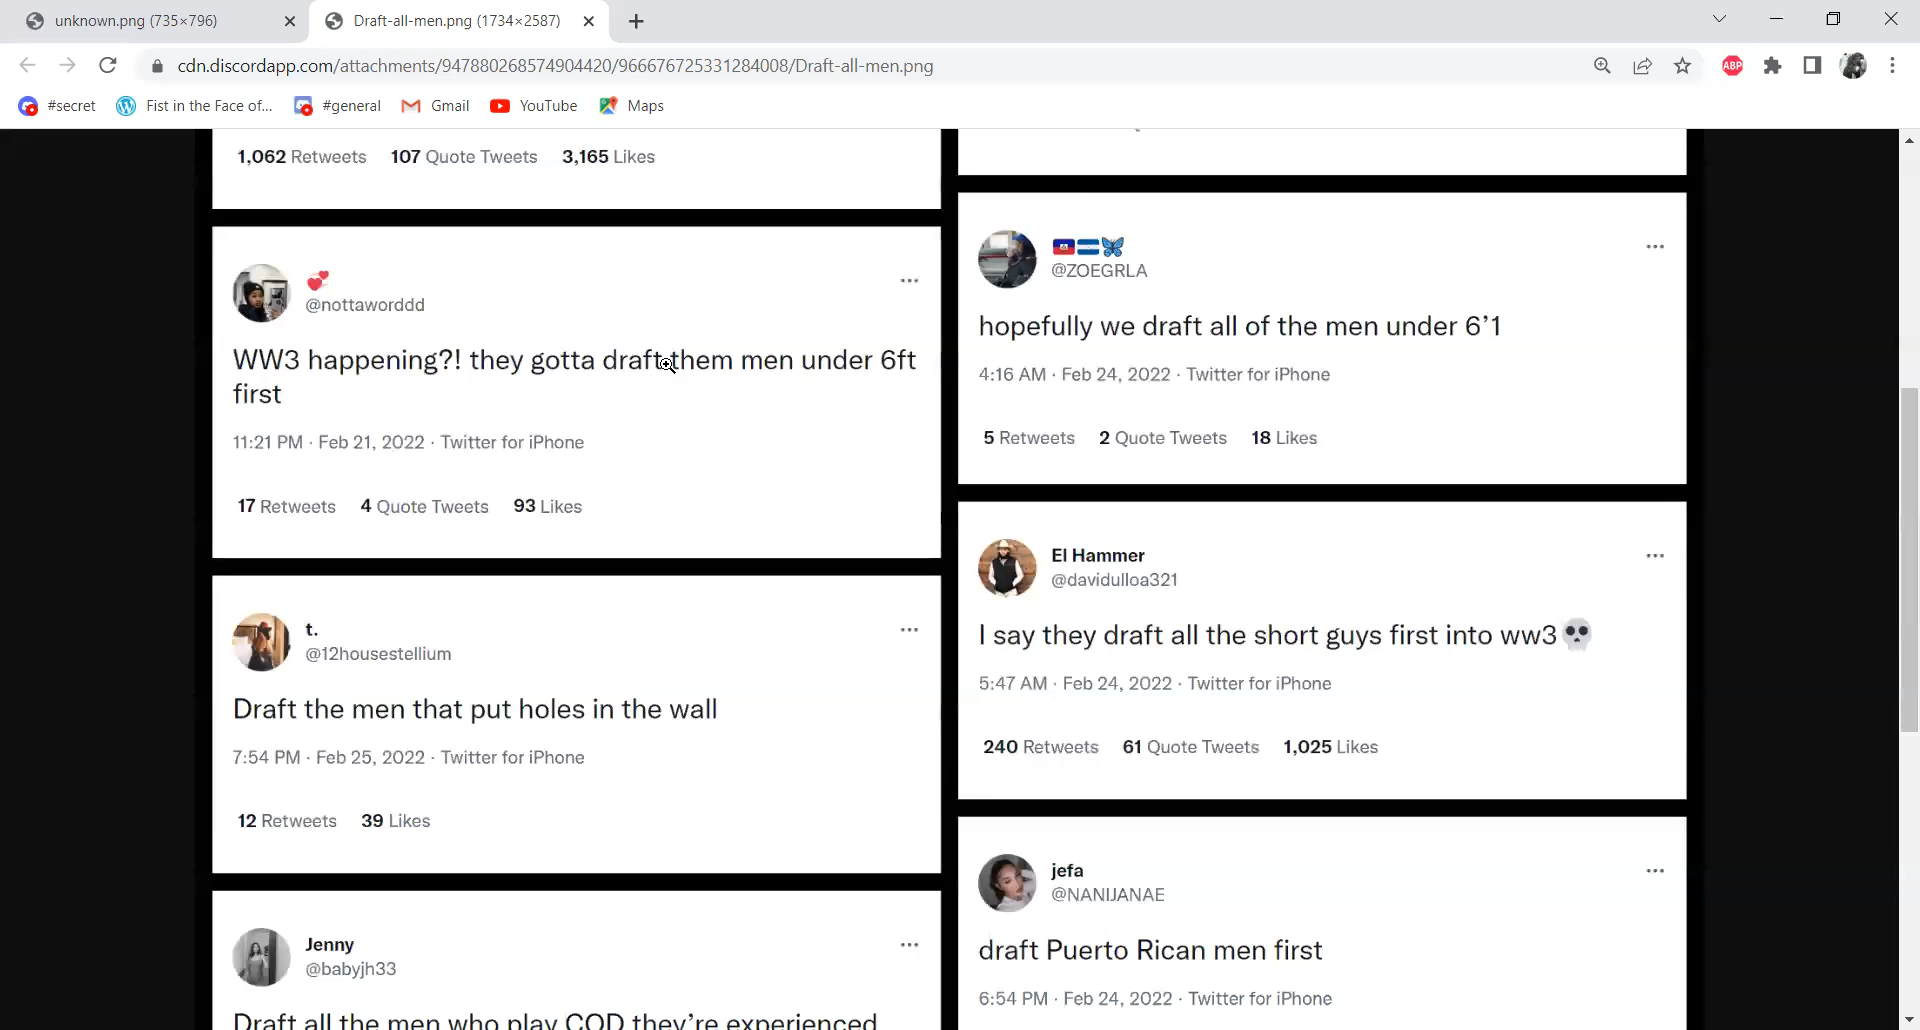 unknown.png (735×796)
Draft-all-men.png (1734×2587)
cdn.discordapp.com/attachments/947880268574904420/966676725331284008/Draft-all-men.png
ABP
#secret
Fist in the Face of...
#general
Gmail
YouTube
Maps
1,062 Retweets 107 Quote Tweets 3,165 Likes
@nottaworddd
WW3 happening?! they gotta draft them men under 6ft
first
11:21 PM · Feb 21, 2022 · Twitter for iPhone
17 Retweets 4 Quote Tweets 93 Likes
t.
@12housestellium
Draft the men that put holes in the wall
7:54 PM · Feb 25, 2022 · Twitter for iPhone
12 Retweets 39 Likes
Jenny
@babyjh33
Draft all the men who play COD they're experienced
@ZOEGRLA
hopefully we draft all of the men under 6'1
4:16 AM · Feb 24, 2022 · Twitter for iPhone
5 Retweets 2 Quote Tweets 18 Likes
El Hammer
@davidulloa321
I say they draft all the short guys first into ww3💀
5:47 AM · Feb 24, 2022 · Twitter for iPhone
240 Retweets 61 Quote Tweets 1,025 Likes
jefa
@NANIJANAE
draft Puerto Rican men first
6:54 PM · Feb 24, 2022 · Twitter for iPhone